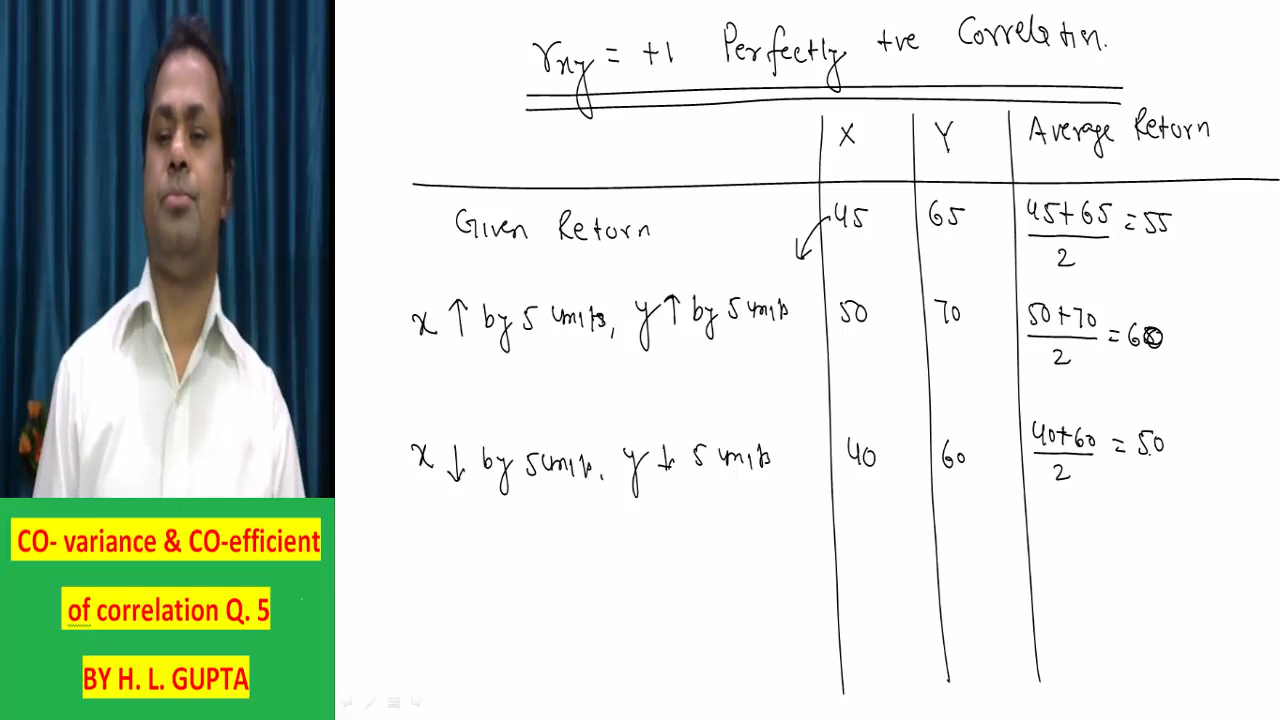 r xy = +1 Perfectly +ve Correlation.
X Y Average Return
Given Return 45 65 45+65/2 = 55
x ↑ by 5 units, y ↑ by 5 units 50 70 50+70/2 = 60
x ↓ by 5 units. y ↓ 5 units 40 60 40+60/2 = 50
CO- variance & CO-efficient
of correlation Q. 5
BY H. L. GUPTA